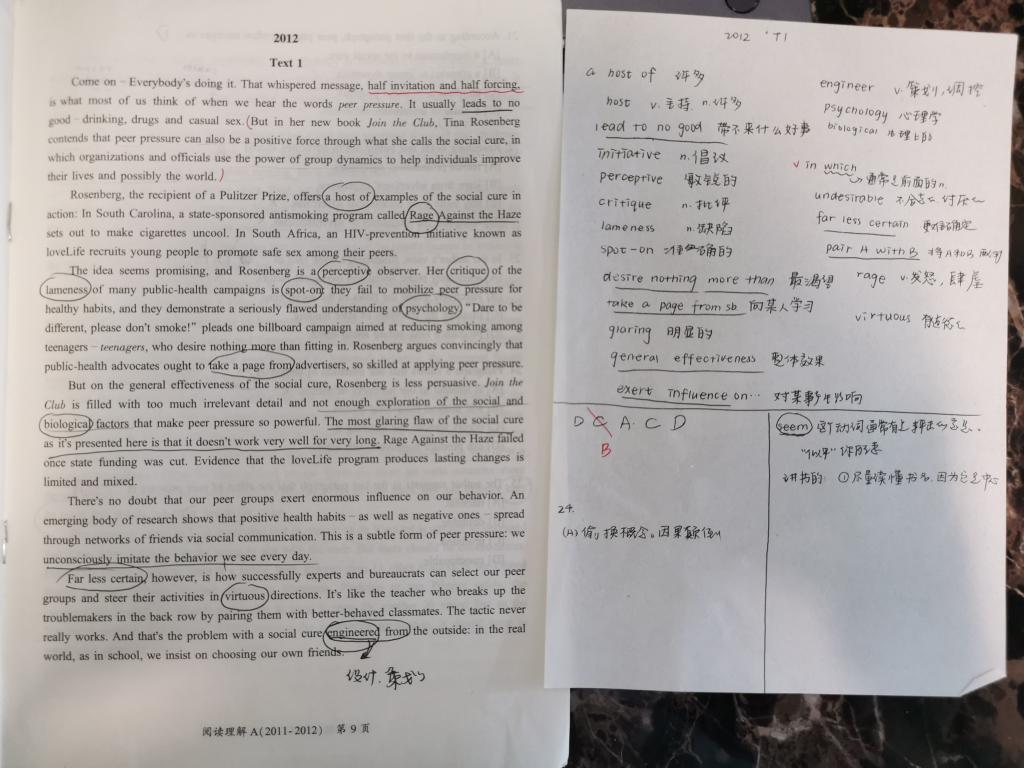 2012
Text 1
Come on – Everybody's doing it. That whispered message, half invitation and half forcing,
is what most of us think of when we hear the words peer pressure. It usually leads to no
good – drinking, drugs and casual sex. (But in her new book Join the Club, Tina Rosenberg
contends that peer pressure can also be a positive force through what she calls the social cure, in
which organizations and officials use the power of group dynamics to help individuals improve
their lives and possibly the world.)
Rosenberg, the recipient of a Pulitzer Prize, offers a host of examples of the social cure in
action: In South Carolina, a state-sponsored antismoking program called Rage Against the Haze
sets out to make cigarettes uncool. In South Africa, an HIV-prevention initiative known as
loveLife recruits young people to promote safe sex among their peers.
The idea seems promising, and Rosenberg is a perceptive observer. Her critique of the
lameness of many public-health campaigns is spot-on: they fail to mobilize peer pressure for
healthy habits, and they demonstrate a seriously flawed understanding of psychology. "Dare to be
different, please don't smoke!" pleads one billboard campaign aimed at reducing smoking among
teenagers – teenagers, who desire nothing more than fitting in. Rosenberg argues convincingly that
public-health advocates ought to take a page from advertisers, so skilled at applying peer pressure.
But on the general effectiveness of the social cure, Rosenberg is less persuasive. Join the
Club is filled with too much irrelevant detail and not enough exploration of the social and
biological factors that make peer pressure so powerful. The most glaring flaw of the social cure
as it's presented here is that it doesn't work very well for very long. Rage Against the Haze failed
once state funding was cut. Evidence that the loveLife program produces lasting changes is
limited and mixed.
There's no doubt that our peer groups exert enormous influence on our behavior. An
emerging body of research shows that positive health habits – as well as negative ones – spread
through networks of friends via social communication. This is a subtle form of peer pressure: we
unconsciously imitate the behavior we see every day.
Far less certain, however, is how successfully experts and bureaucrats can select our peer
groups and steer their activities in virtuous directions. It's like the teacher who breaks up the
troublemakers in the back row by pairing them with better-behaved classmates. The tactic never
really works. And that's the problem with a social cure engineered from the outside: in the real
world, as in school, we insist on choosing our own friends.
设计.策划
阅读理解 A(2011-2012) 第 9 页
2012 'T1
a host of 许多
host v.主持 n.许多
lead to no good 带不来什么好事
initiative n.倡议
perceptive 敏锐的
critique n.批评
lameness n.缺陷
spot-on 准确的
desire nothing more than 最渴望
take a page from sb 向某人学习
glaring 明显的
general effectiveness 整体效果
exert influence on… 对某事产生影响
engineer v.策划,调控
psychology 心理学
biological 生理上的
√ in which
通常是前面的n.
undesirable
far less certain
pair A with B 将A和B
rage v.发怒,肆虐
virtuous
D C A. C D
B
24.
(A) 偷换概念。因果颠倒
seem 这动词通常有
"似乎"
讲书的 ①尽量读懂书名.因为它是中心